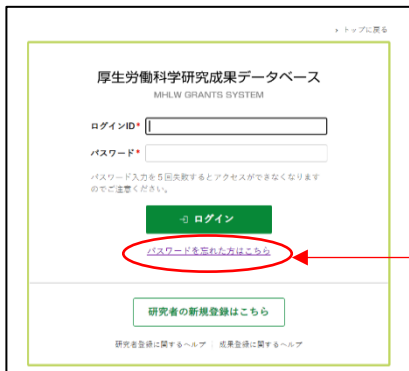 › トップに戻る
厚生労働科学研究成果データベース
MHLW GRANTS SYSTEM
ログインID*
パスワード*
パスワード入力を5回失敗するとアクセスができなくなります
のでご注意ください。
ログイン
パスワードを忘れた方はこちら
研究者の新規登録はこちら
研究者登録に関するヘルプ | 成果登録に関するヘルプ